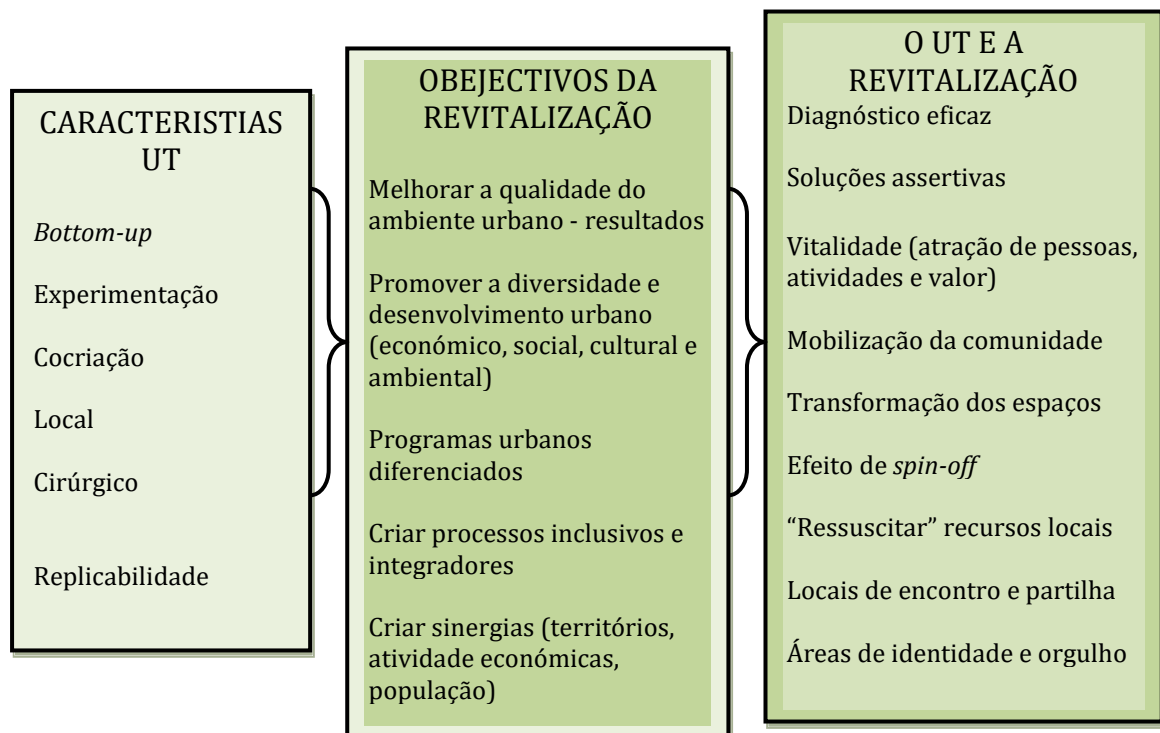 CARACTERISTIAS
UT
Bottom-up
Experimentação
Cocriação
Local
Cirúrgico
Replicabilidade
OBEJECTIVOS DA
REVITALIZAÇÃO
Melhorar a qualidade do
ambiente urbano - resultados
Promover a diversidade e
desenvolvimento urbano
(económico, social, cultural e
ambiental)
Programas urbanos
diferenciados
Criar processos inclusivos e
integradores
Criar sinergias (territórios,
atividade económicas,
população)
O UT E A
REVITALIZAÇÃO
Diagnóstico eficaz
Soluções assertivas
Vitalidade (atração de pessoas,
atividades e valor)
Mobilização da comunidade
Transformação dos espaços
Efeito de spin-off
“Ressuscitar” recursos locais
Locais de encontro e partilha
Áreas de identidade e orgulho